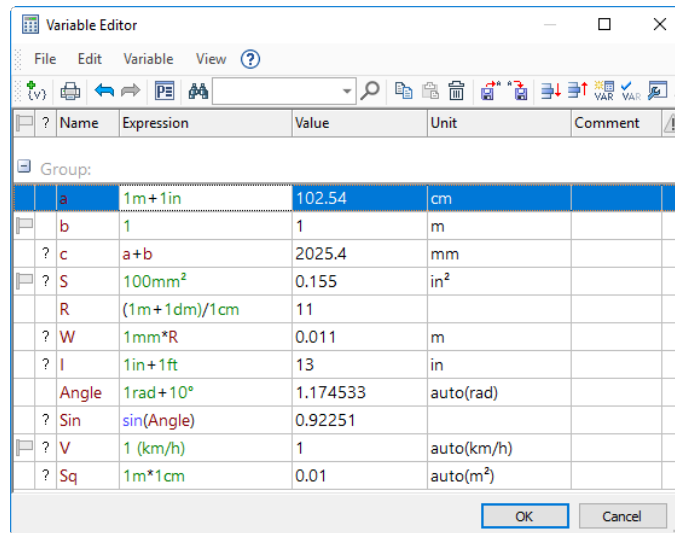 Variable Editor
File Edit Variable View ?
{v} PE VAR VAR
? Name Expression Value Unit Comment
Group:
a 1m+1in 102.54 cm
b 1 1 m
? c a+b 2025.4 mm
? S 100mm² 0.155 in²
R (1m+1dm)/1cm 11
? W 1mm*R 0.011 m
? l 1in+1ft 13 in
Angle 1rad+10° 1.174533 auto(rad)
? Sin sin(Angle) 0.92251
? V 1 (km/h) 1 auto(km/h)
? Sq 1m*1cm 0.01 auto(m²)
OK Cancel